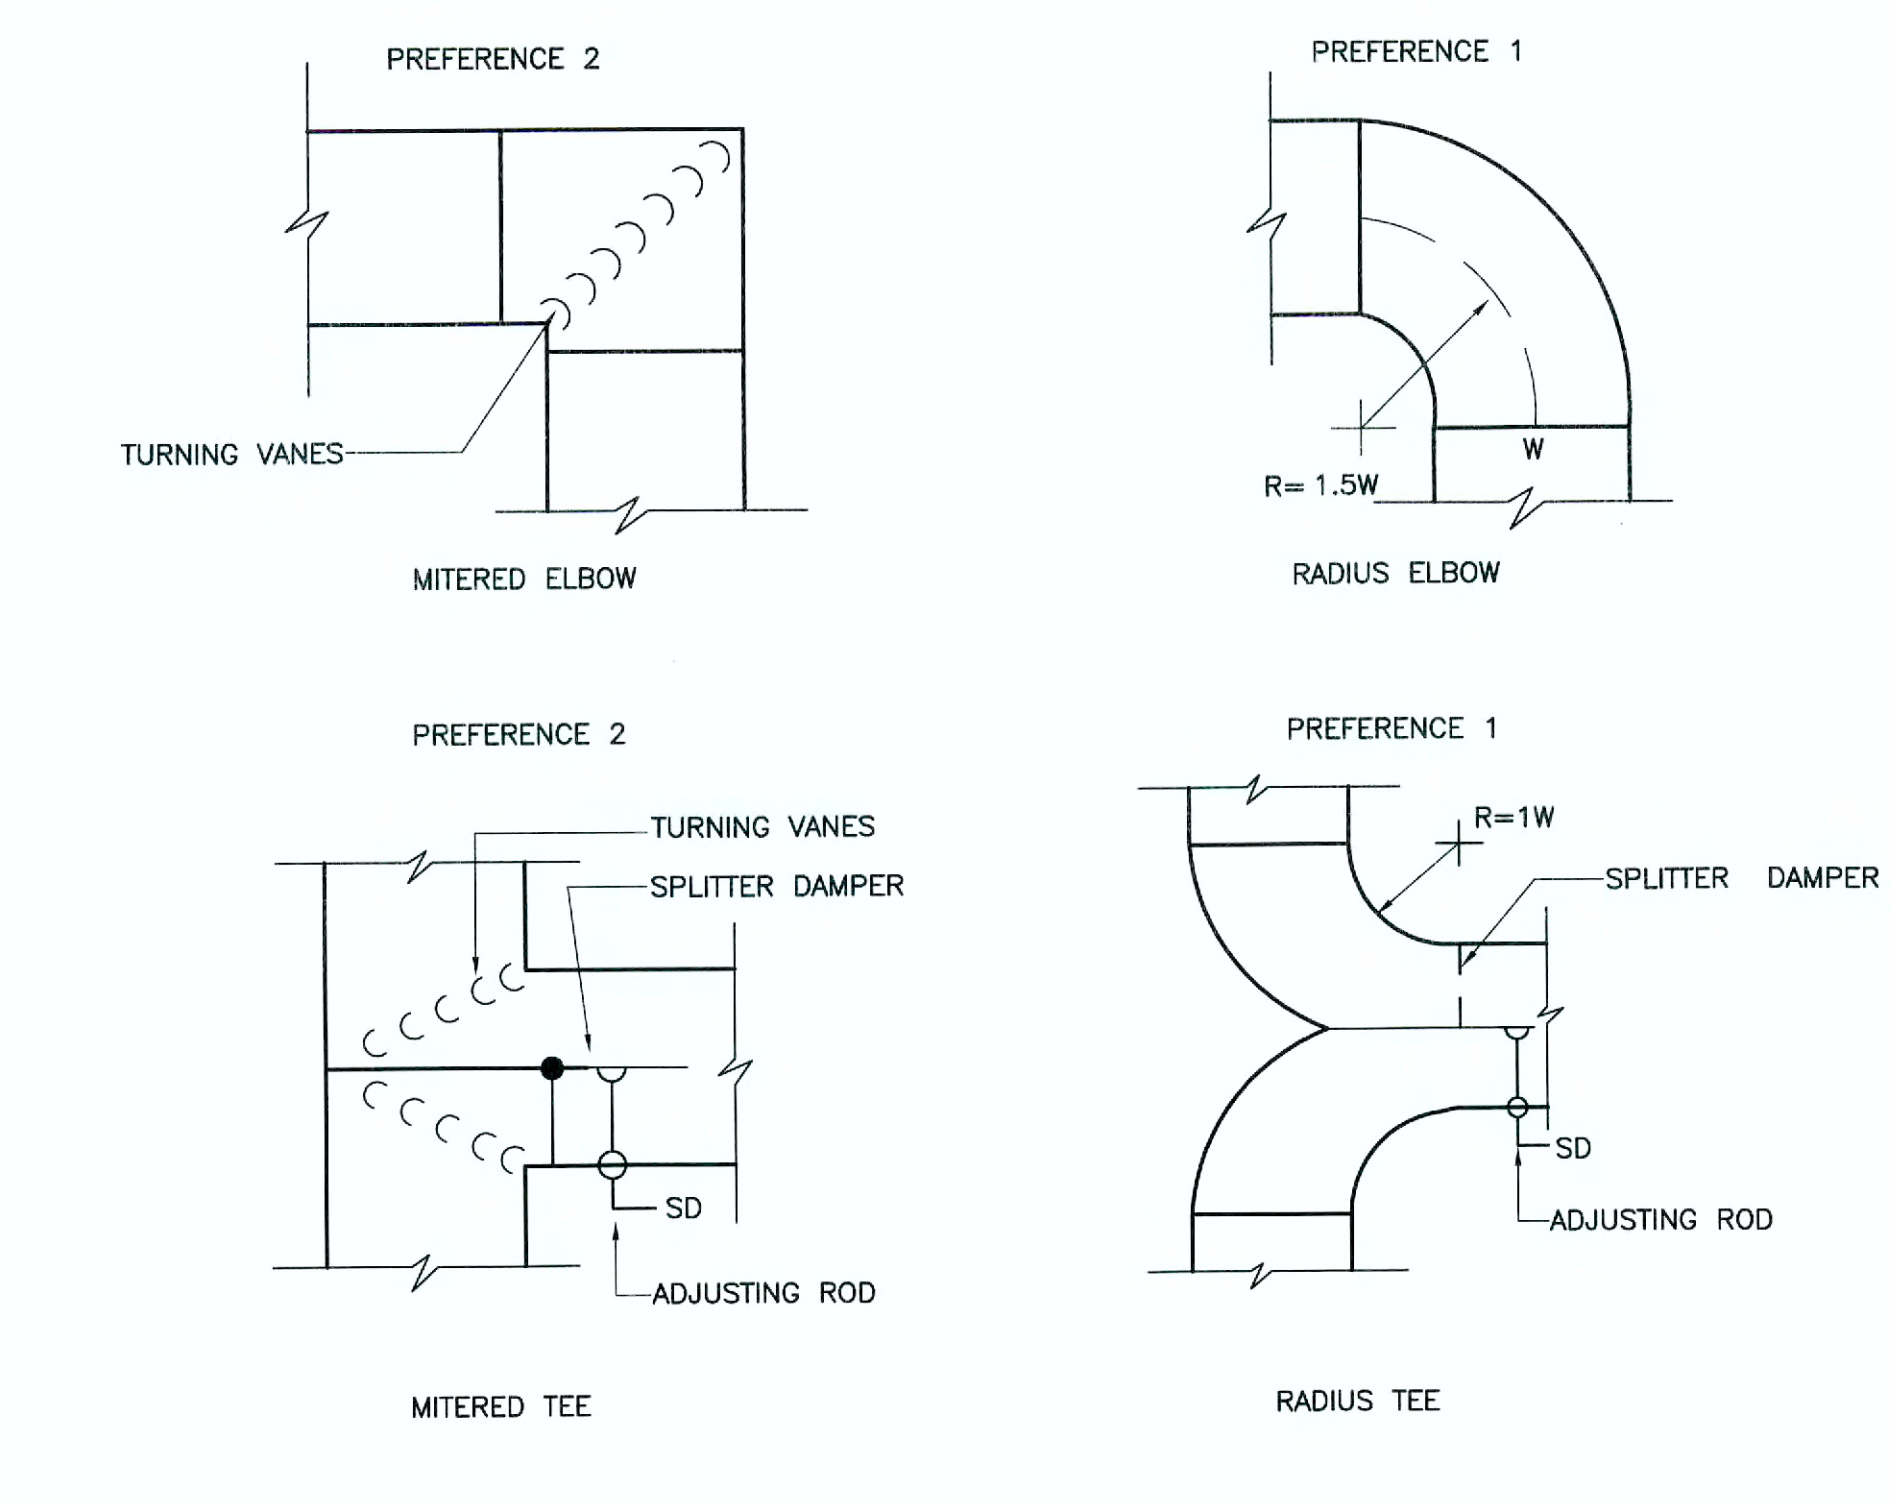 PREFERENCE 2
TURNING VANES
MITERED ELBOW
PREFERENCE 1
W
R= 1.5W
RADIUS ELBOW
PREFERENCE 2
TURNING VANES
SPLITTER DAMPER
SD
ADJUSTING ROD
MITERED TEE
PREFERENCE 1
R=1W
SPLITTER DAMPER
SD
ADJUSTING ROD
RADIUS TEE